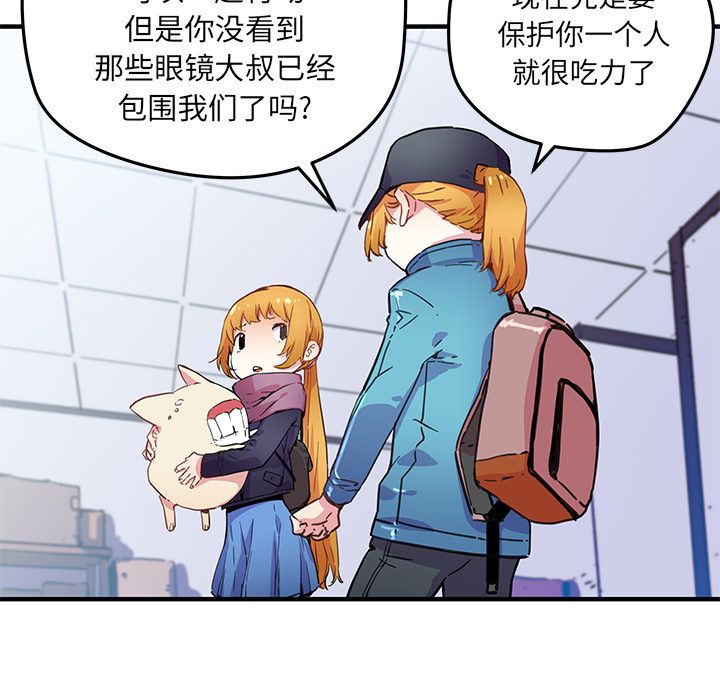 但是你没看到
那些眼镜大叔已经
包围我们了吗?
保护你一个人
就很吃力了